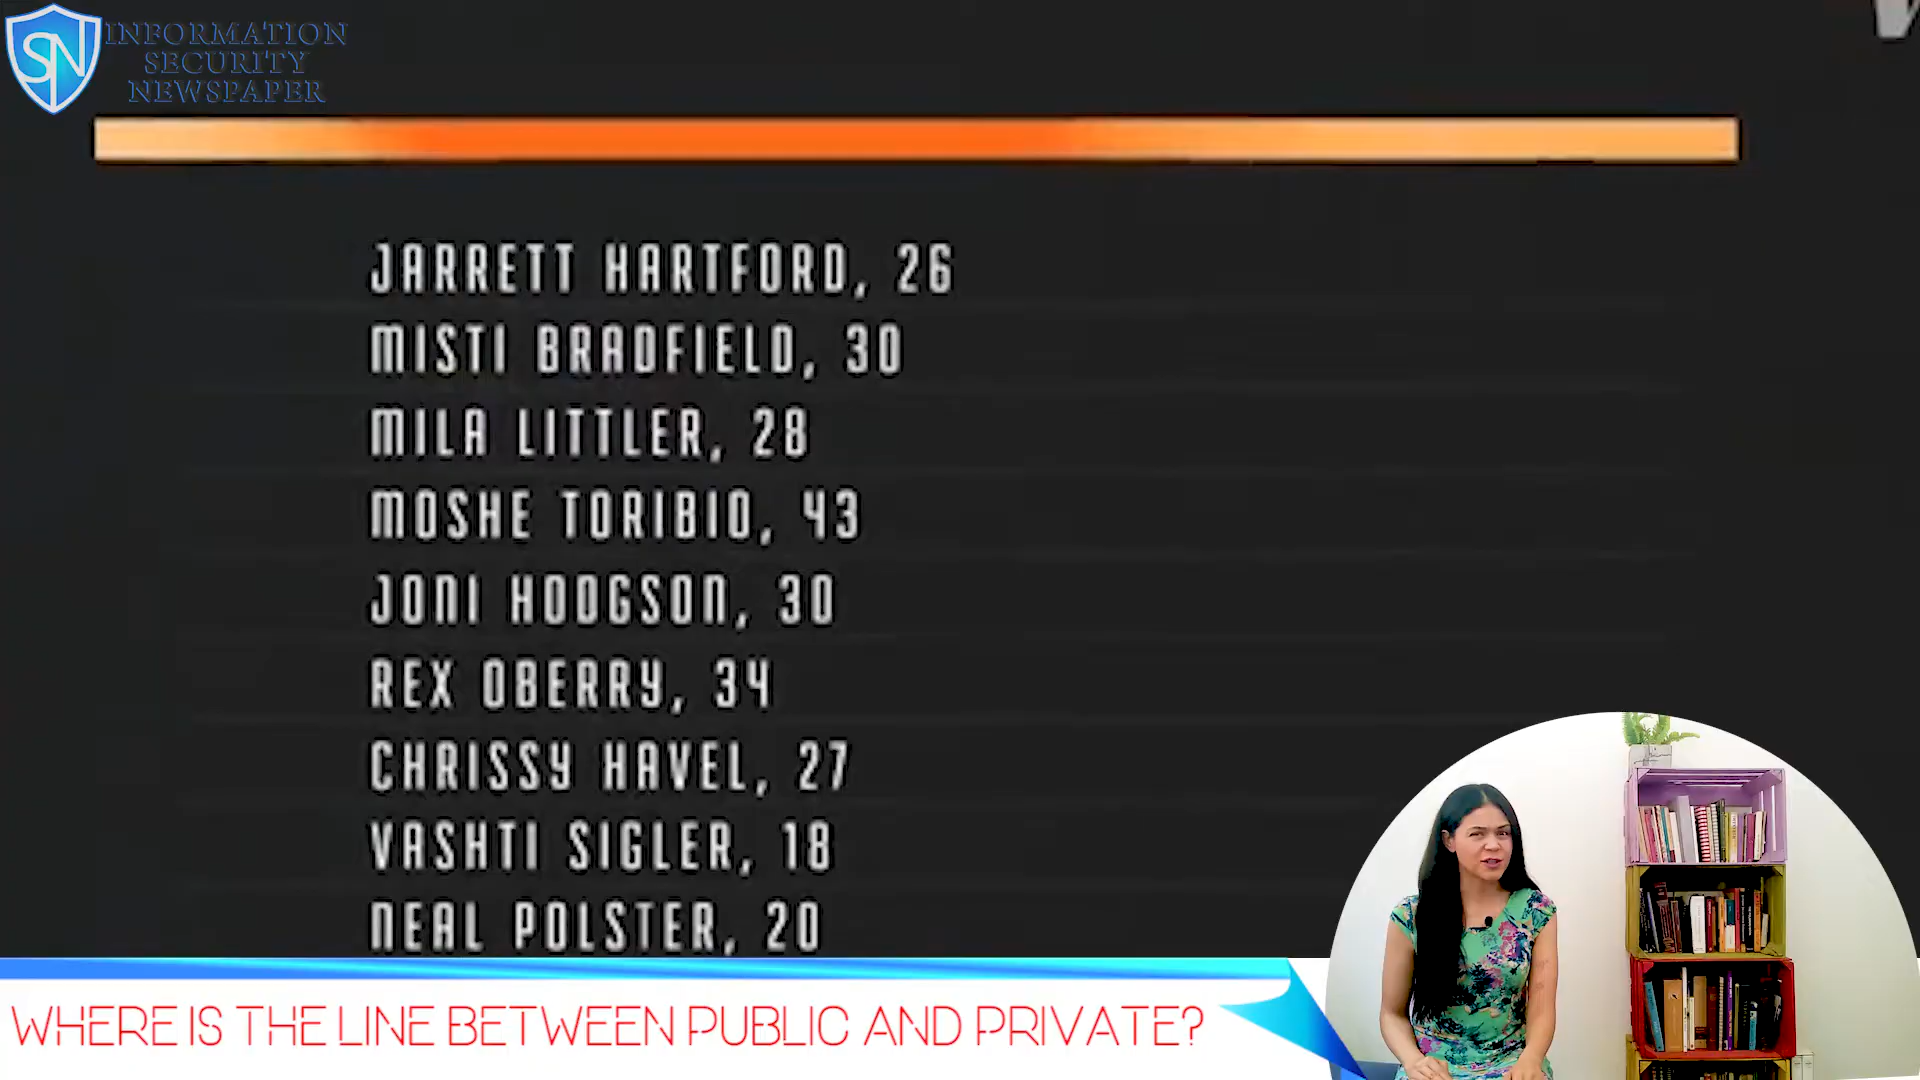 INFORMATION
SECURITY
NEWSPAPER
SN
JARRETT HARTFORD, 26
MISTI BRADFIELD, 30
MILA LITTLER, 28
MOSHE TORIBIO, 43
JONI HODGSON, 30
REX OBERRY, 34
CHRISSY HAVEL, 27
VASHTI SIGLER, 18
NEAL POLSTER, 20
WHERE IS THE LINE BETWEEN PUBLIC AND PRIVATE?